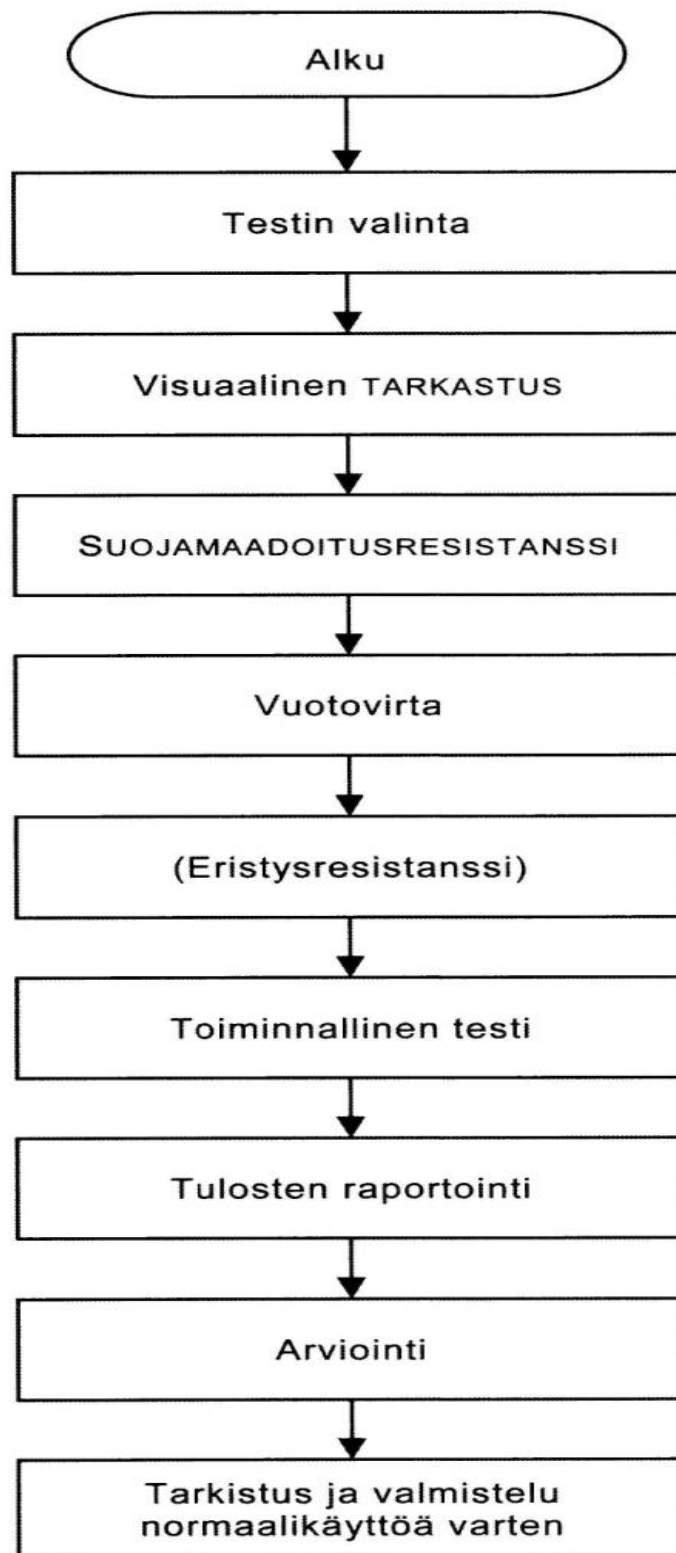 Alku
Testin valinta
Visuaalinen TARKASTUS
SUOJAMAADOITUSRESISTANSSI
Vuotovirta
(Eristysresistanssi)
Toiminnallinen testi
Tulosten raportointi
Arviointi
Tarkistus ja valmistelu
normaalikäyttöä varten